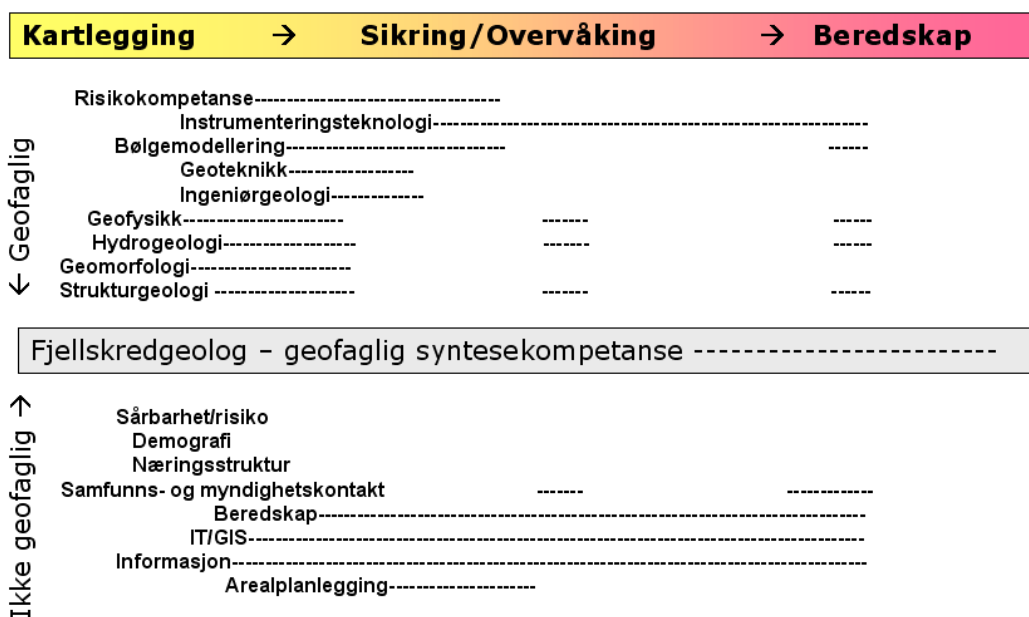 Kartlegging → Sikring/Overvåking → Beredskap
← Geofaglig
Risikokompetanse--------------------------------------
Instrumenteringsteknologi-------------------------------------------------------------------
Bølgemodellering---------------------------------- ------
Geoteknikk-------------------
Ingeniørgeologi--------------
Geofysikk------------------------- ------- ------
Hydrogeologi--------------------- ------- ------
Geomorfologi-------------------------
Strukturgeologi ---------------------- ------- ------
Fjellskredgeolog – geofaglig syntesekompetanse -------------------------
Ikke geofaglig →
Sårbarhet/risiko
Demografi
Næringsstruktur
Samfunns- og myndighetskontakt ------- -------------
Beredskap-------------------------------------------------------------------------------------
IT/GIS------------------------------------------------------------------------------------------------
Informasjon---------------------------------------------------------------------------------------------------
Arealplanlegging-----------------------